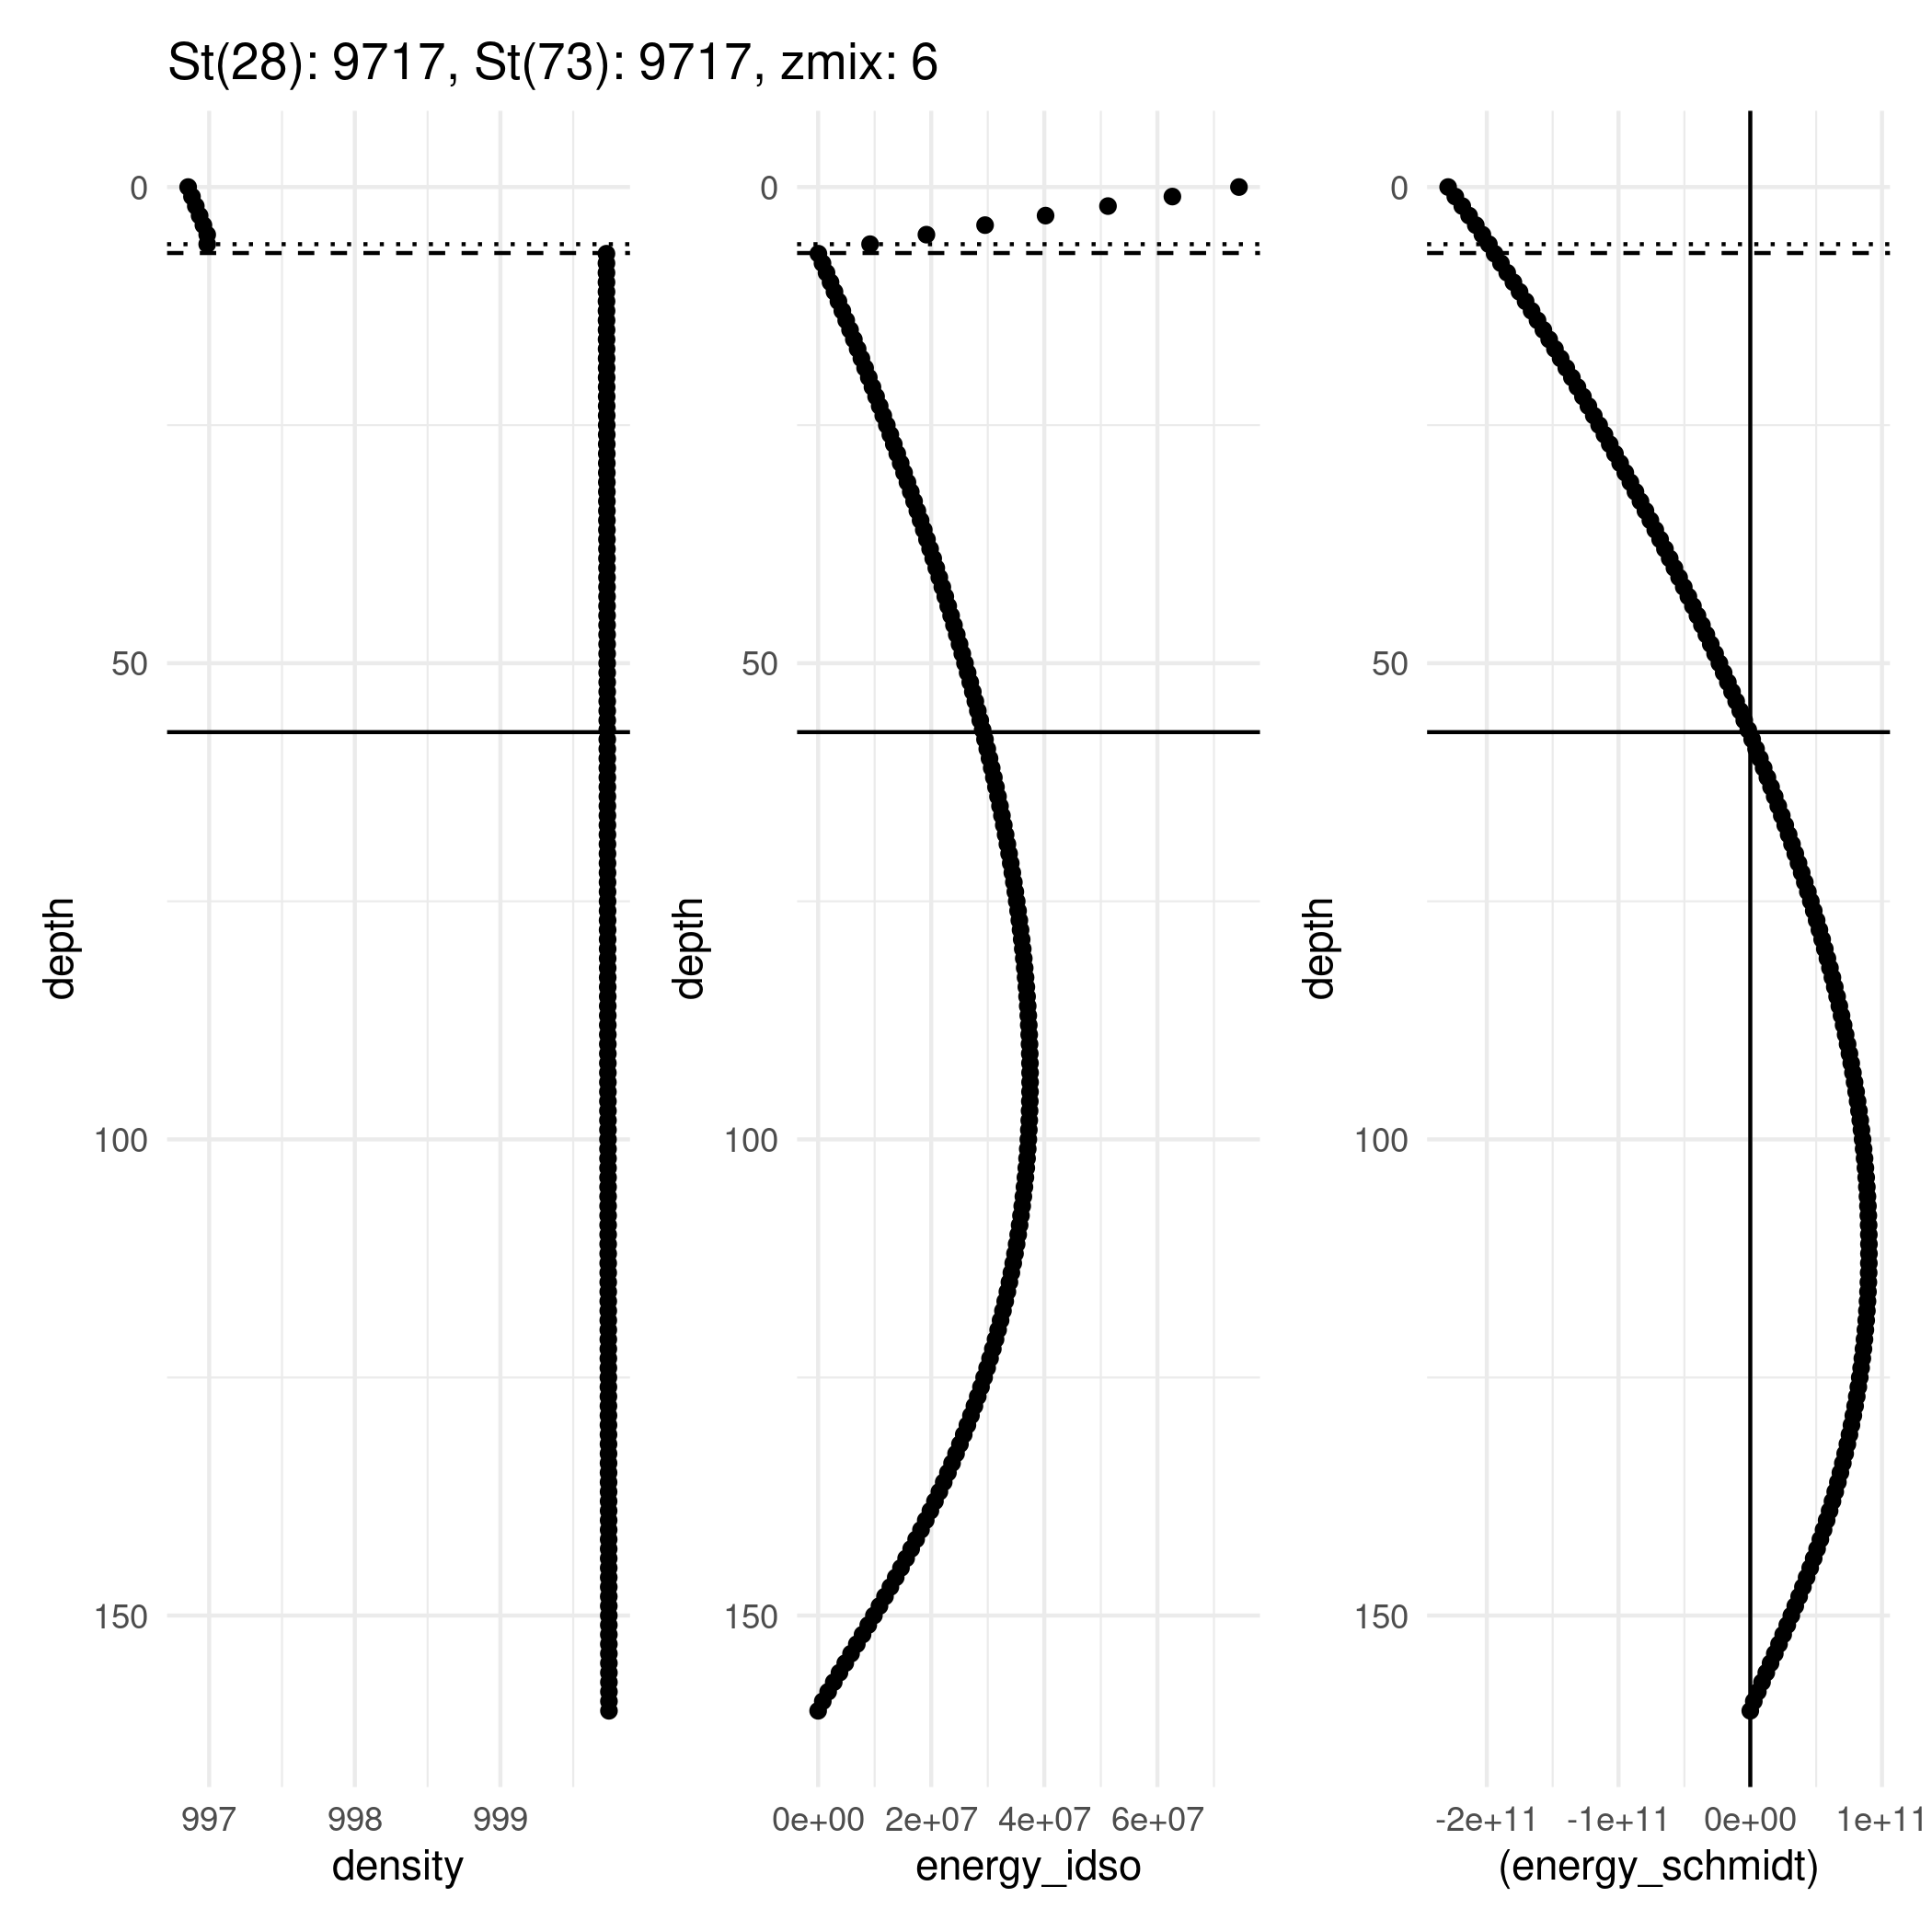 St(28): 9717, St(73): 9717, zmix: 6
0
50
100
150
depth
997
998
999
density
0
50
100
150
depth
0e+00
2e+07
4e+07
6e+07
energy_idso
0
50
100
150
depth
-2e+11
-1e+11
0e+00
1e+11
(energy_schmidt)